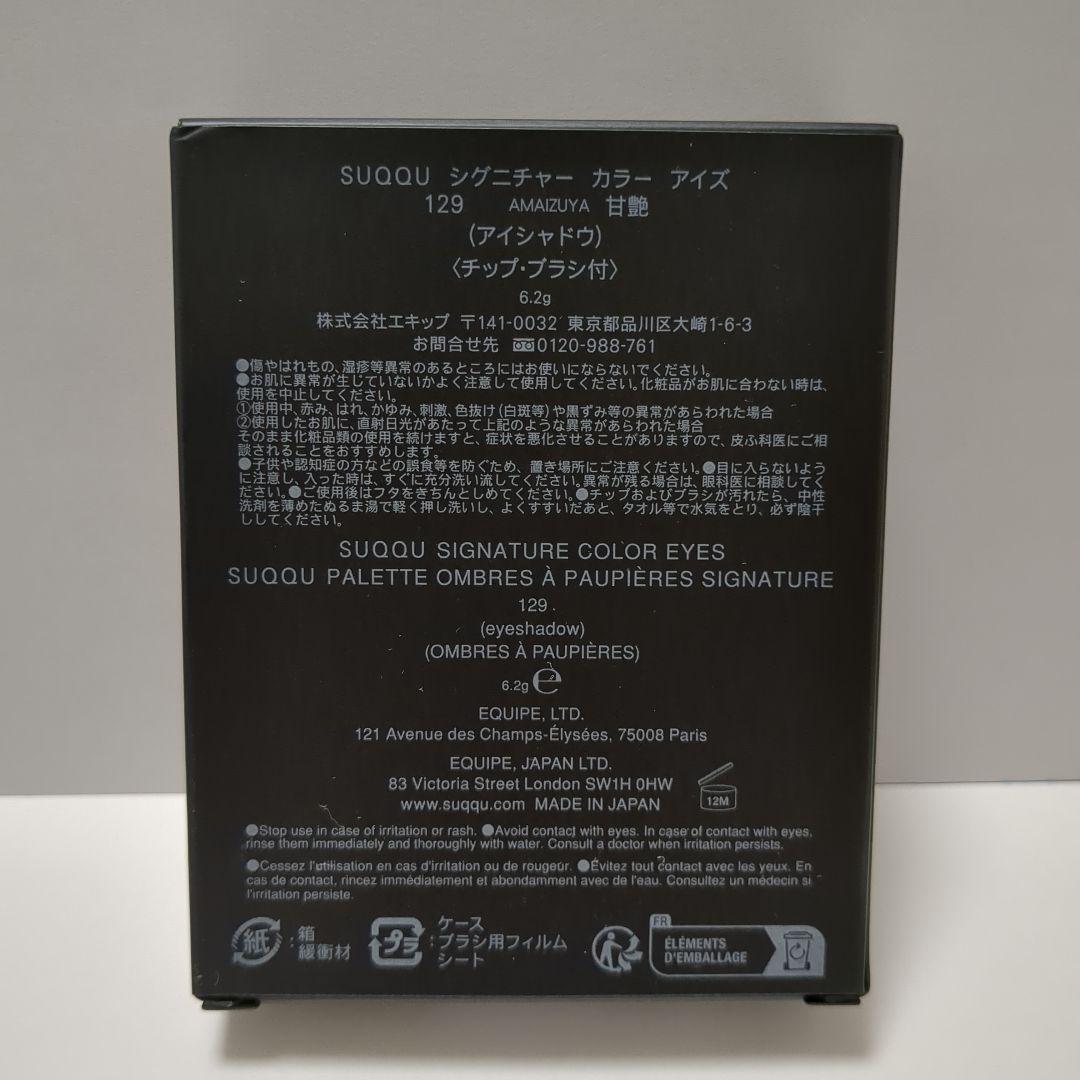 SUQQU シグニチャー カラー アイズ
129 AMAIZUYA 甘艶
(アイシャドウ)
〈チップ・ブラシ付〉
6.2g
株式会社エキップ 〒141-0032 東京都品川区大崎1-6-3
お問合せ先 0120-988-761
●傷やはれもの、湿疹等異常のあるところにはお使いにならないでください。
●お肌に異常が生じていないかよく注意して使用してください。化粧品がお肌に合わない時は、
使用を中止してください。
①使用中、赤み、はれ、かゆみ、刺激、色抜け(白斑等)や黒ずみ等の異常があらわれた場合
②使用したお肌に、直射日光があたって上記のような異常があらわれた場合
そのまま化粧品類の使用を続けますと、症状を悪化させることがありますので、皮ふ科医にご相
談されることをおすすめします。
●子供や認知症の方などの誤食等を防ぐため、置き場所にご注意ください。●目に入らないよう
に注意し、入った時は、すぐに充分洗い流してください。異常が残る場合は、眼科医に相談してく
ださい。●ご使用後はフタをきちんとしめてください。●チップおよびブラシが汚れたら、中性
洗剤を薄めたぬるま湯で軽く押し洗いし、よくすすいだあと、タオル等で水気をとり、必ず陰干
ししてください。
SUQQU SIGNATURE COLOR EYES
SUQQU PALETTE OMBRES À PAUPIÈRES SIGNATURE
129
(eyeshadow)
(OMBRES À PAUPIÈRES)
6.2g ℮
EQUIPE, LTD.
121 Avenue des Champs-Élysées, 75008 Paris
EQUIPE, JAPAN LTD.
83 Victoria Street London SW1H 0HW
www.suqqu.com MADE IN JAPAN
12M
●Stop use in case of irritation or rash. ●Avoid contact with eyes. In case of contact with eyes,
rinse them immediately and thoroughly with water. Consult a doctor when irritation persists.
●Cessez l'utilisation en cas d'irritation ou de rougeur. ●Évitez tout contact avec les yeux. En
cas de contact, rincez immédiatement et abondamment avec de l'eau. Consultez un médecin si
l'irritation persiste.
紙 : 箱
緩衝材
プラ : ケース
ブラシ用フィルム
シート
FR
ÉLÉMENTS
D'EMBALLAGE